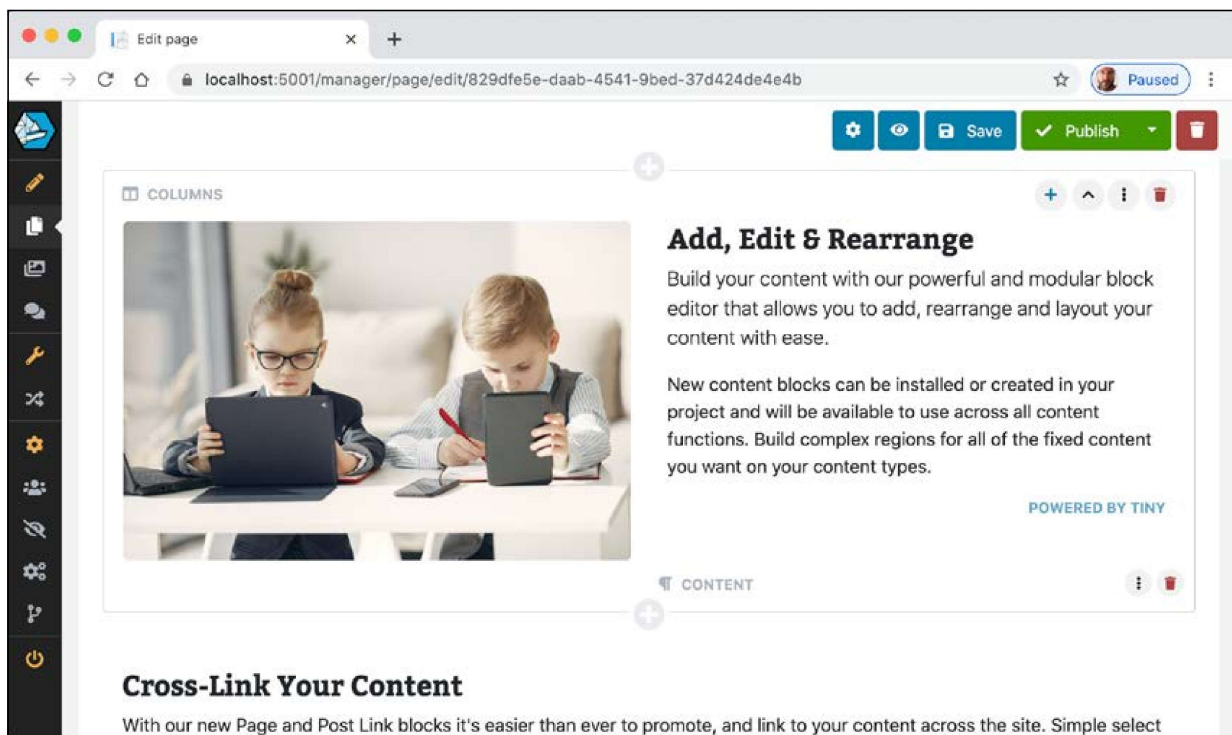 Edit page
localhost:5001/manager/page/edit/829dfe5e-daab-4541-9bed-37d424de4e4b
Paused
Save
Publish
COLUMNS
Add, Edit & Rearrange
Build your content with our powerful and modular block
editor that allows you to add, rearrange and layout your
content with ease.
New content blocks can be installed or created in your
project and will be available to use across all content
functions. Build complex regions for all of the fixed content
you want on your content types.
POWERED BY TINY
CONTENT
Cross-Link Your Content
With our new Page and Post Link blocks it's easier than ever to promote, and link to your content across the site. Simple select